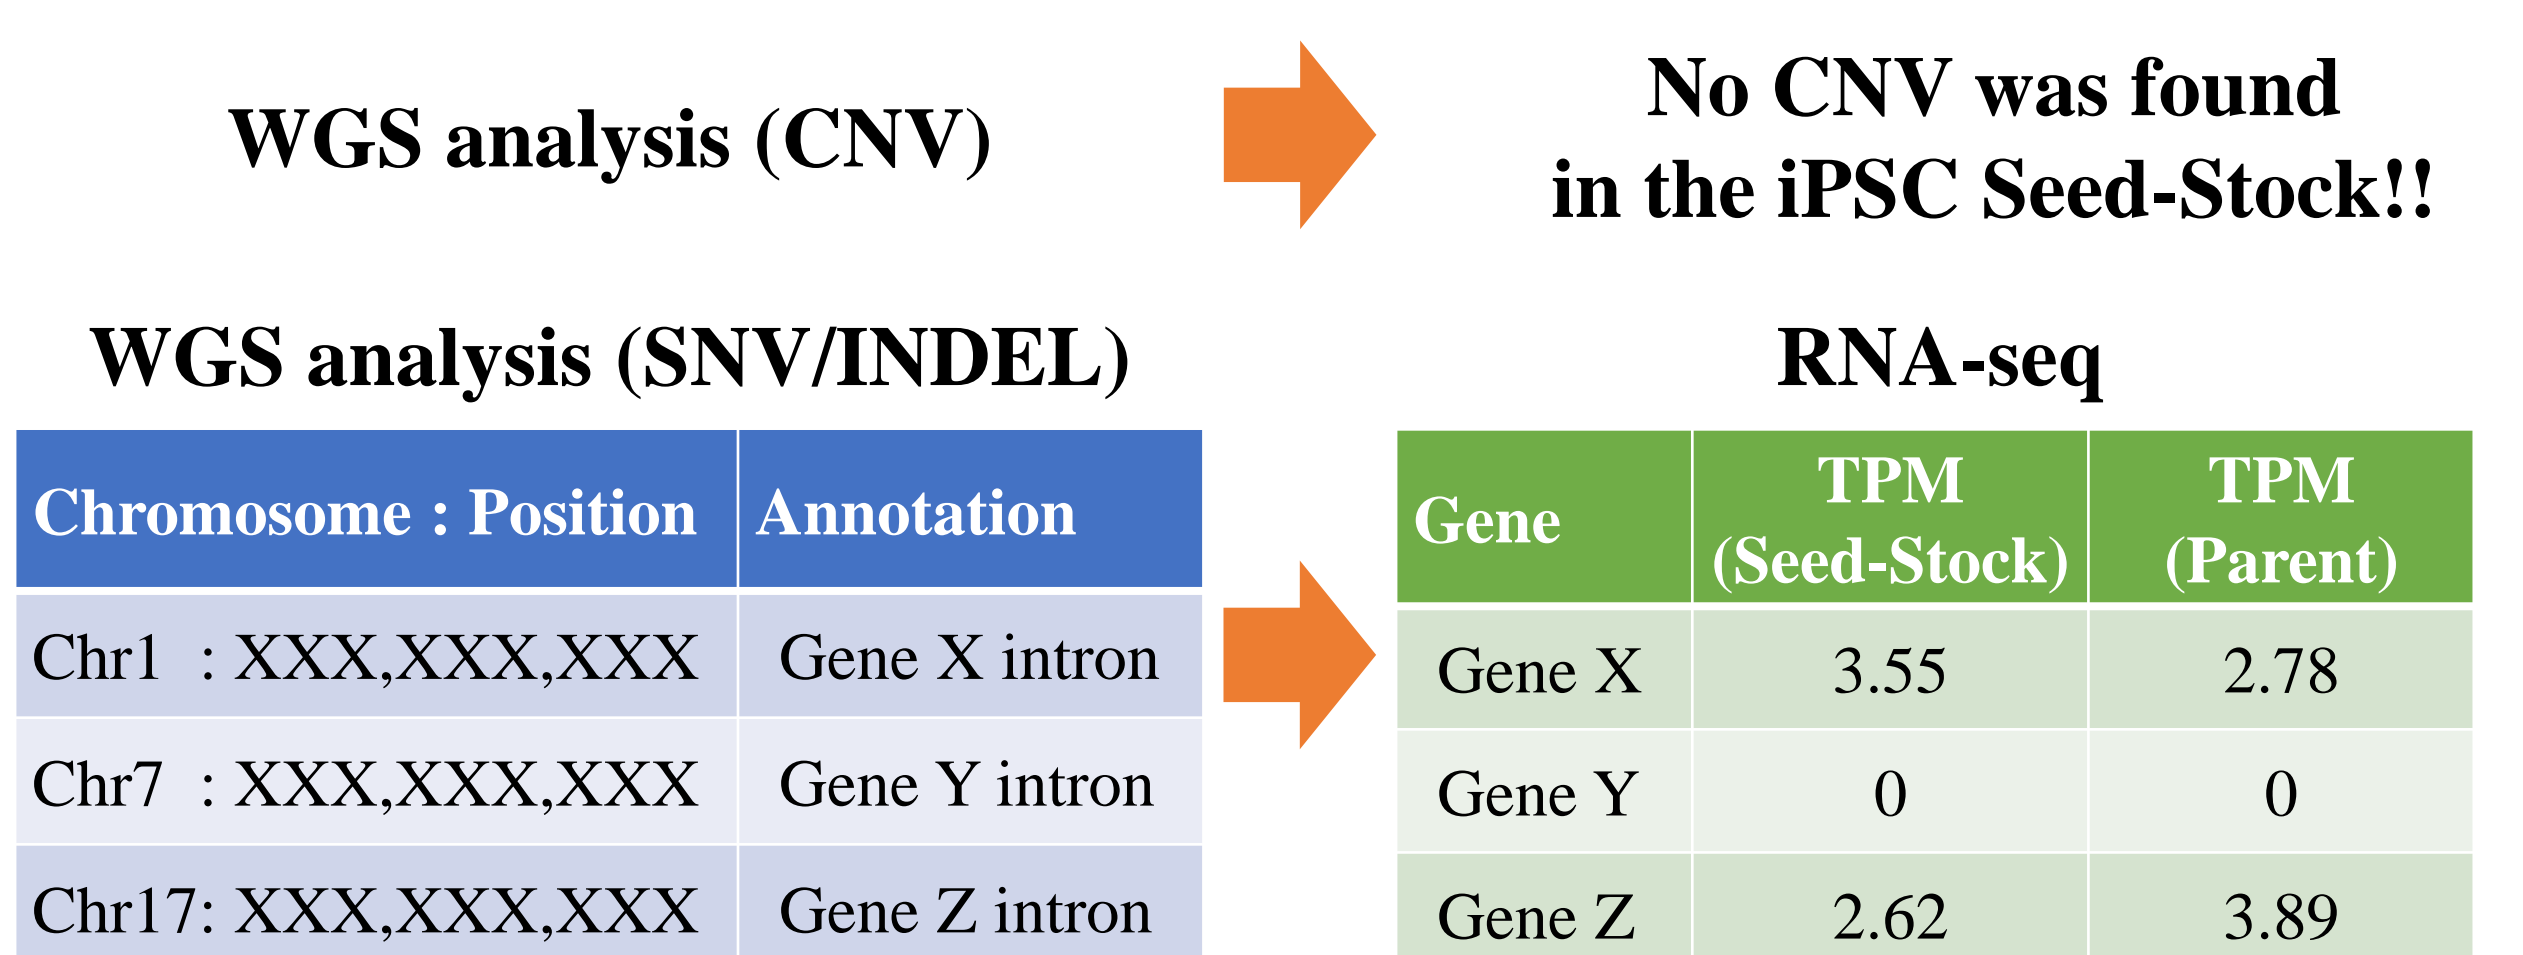 WGS analysis (CNV)
No CNV was found
in the iPSC Seed-Stock!!
WGS analysis (SNV/INDEL)
Chromosome : Position Annotation
Chr1 : XXX,XXX,XXX Gene X intron
Chr7 : XXX,XXX,XXX Gene Y intron
Chr17: XXX,XXX,XXX Gene Z intron
RNA-seq
Gene TPM (Seed-Stock) TPM (Parent)
Gene X 3.55 2.78
Gene Y 0 0
Gene Z 2.62 3.89